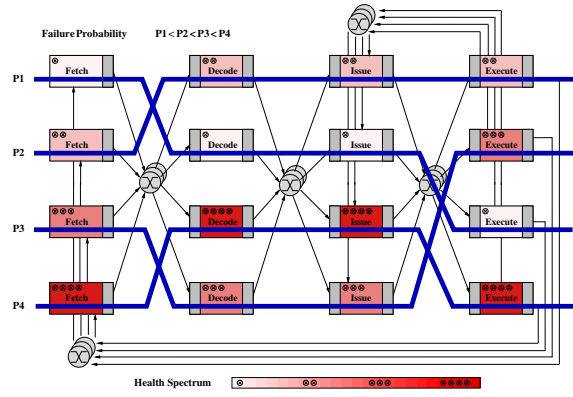 Failure Probability P1 < P2 < P3 < P4
P1 Fetch Decode Issue Execute
P2 Fetch Decode Issue Execute
P3 Fetch Decode Issue Execute
P4 Fetch Decode Issue Execute
Health Spectrum